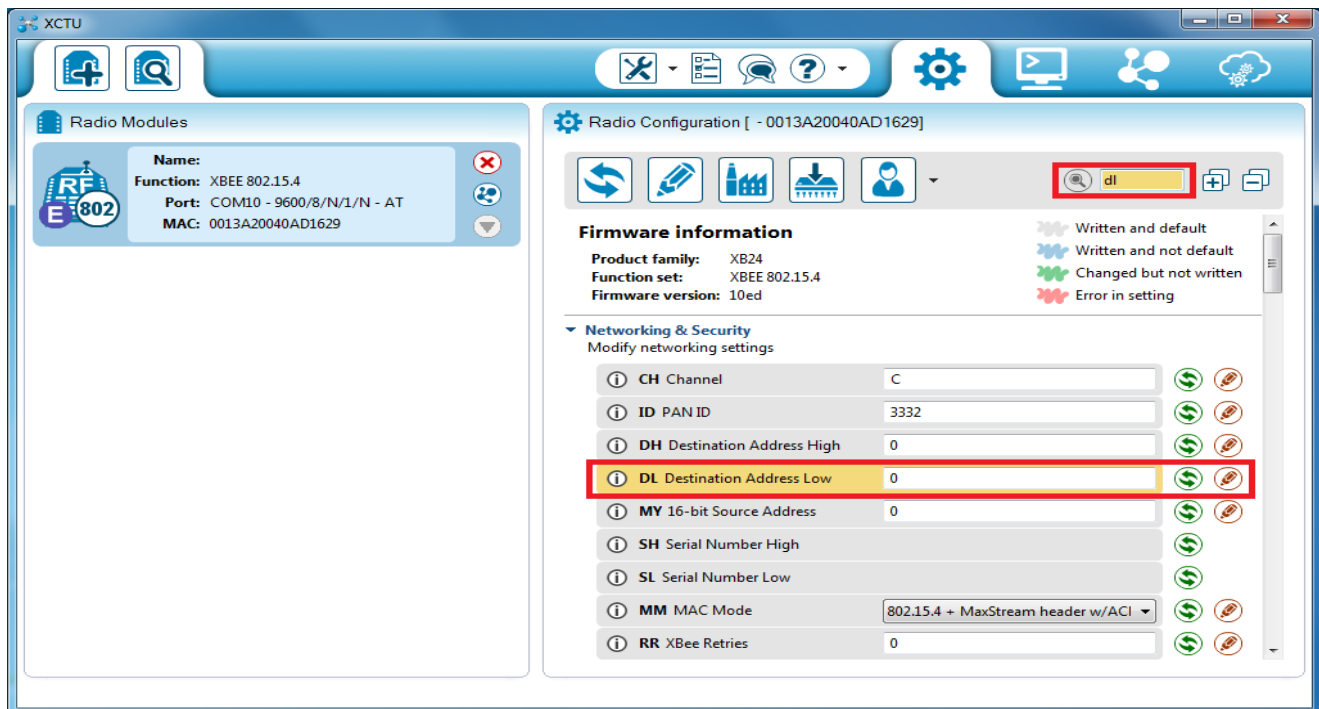 XCTU
Radio Modules
Name:
Function: XBEE 802.15.4
Port: COM10 - 9600/8/N/1/N - AT
MAC: 0013A20040AD1629
RF
E 802
Radio Configuration [ - 0013A20040AD1629]
dl
Firmware information
Product family: XB24
Function set: XBEE 802.15.4
Firmware version: 10ed
Written and default
Written and not default
Changed but not written
Error in setting
Networking & Security
Modify networking settings
i CH Channel C
i ID PAN ID 3332
i DH Destination Address High 0
i DL Destination Address Low 0
i MY 16-bit Source Address 0
i SH Serial Number High
i SL Serial Number Low
i MM MAC Mode 802.15.4 + MaxStream header w/ACI
i RR XBee Retries 0